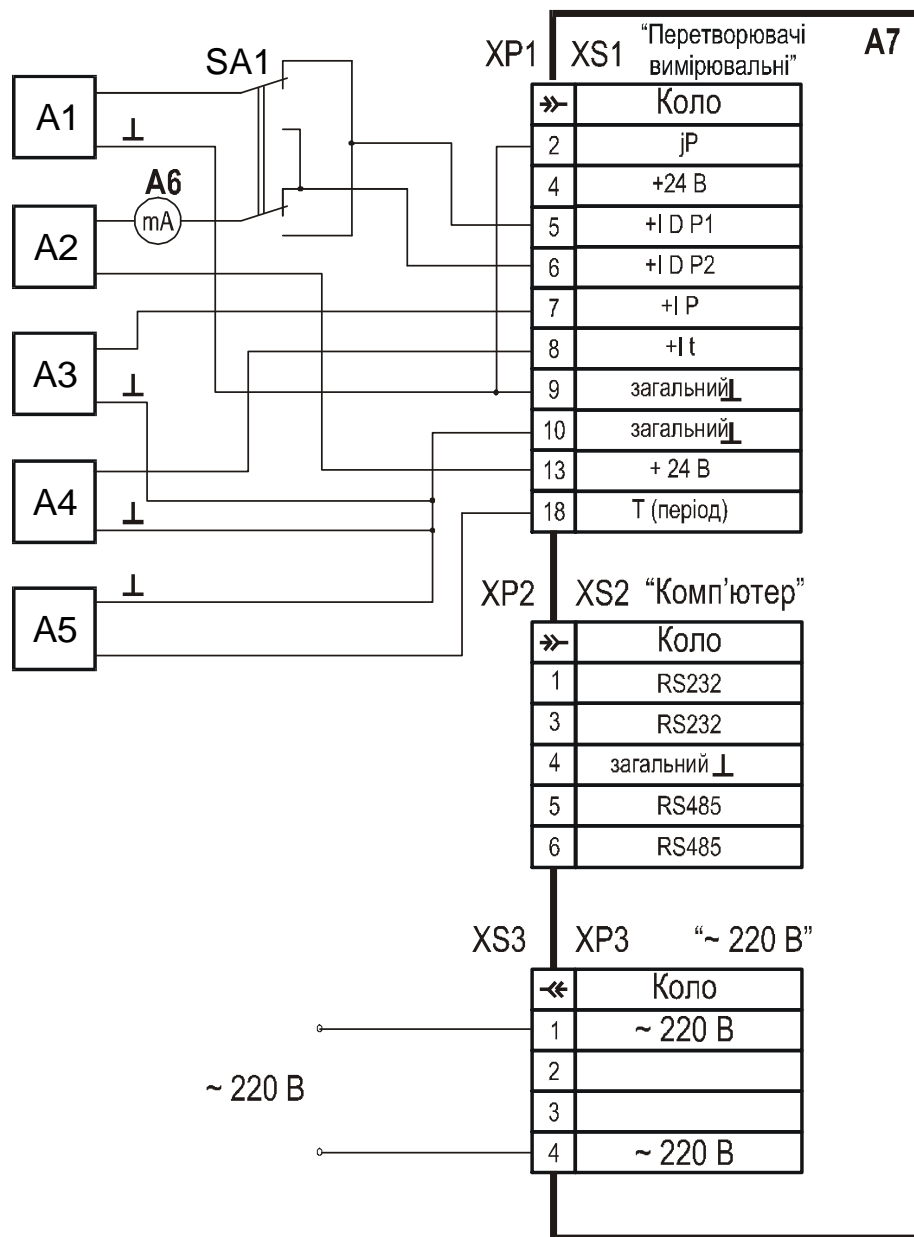 XP1 XS1 “Перетворювачі вимірювальні” A7
SA1
A1
A6
mA
A2
A3
A4
A5
Коло
2 jP
4 +24 В
5 +I D P1
6 +I D P2
7 +I P
8 +I t
9 загальний
10 загальний
13 + 24 В
18 Т (період)
XP2 XS2 “Комп’ютер”
Коло
1 RS232
3 RS232
4 загальний
5 RS485
6 RS485
XS3 XP3 “~ 220 В”
Коло
1 ~ 220 В
2
3
4 ~ 220 В
~ 220 В